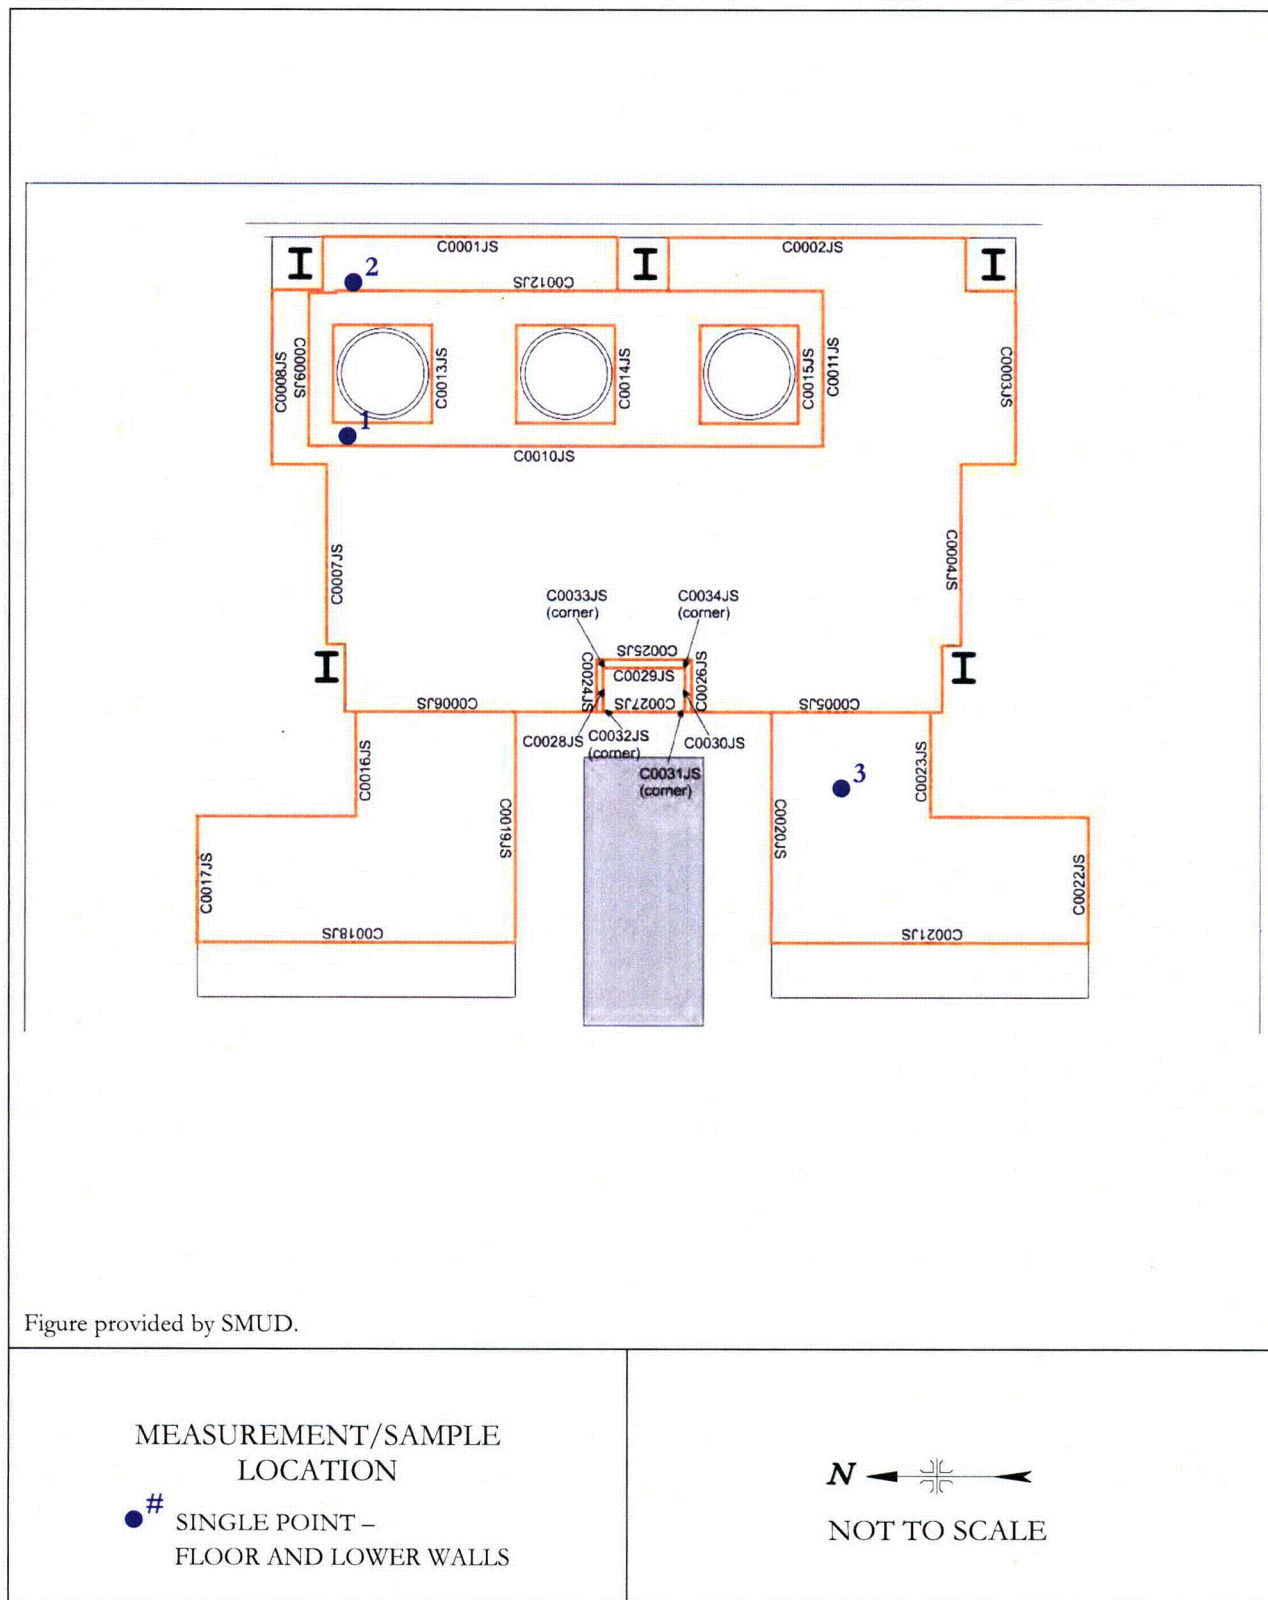 C0001JS
C0002JS
2
C0012JS
C0008JS
C0009JS
C0013JS
C0014JS
C0015JS
C0011JS
C0003JS
1
C0010JS
C0007JS
C0004JS
C0033JS
(corner)
C0034JS
(corner)
C0025JS
C0024JS
C0029JS
C0026JS
C0006JS
C0027JS
C0005JS
C0028JS
C0032JS
(corner)
C0030JS
C0031JS
(corner)
C0016JS
C0023JS
3
C0019JS
C0020JS
C0017JS
C0022JS
C0018JS
C0021JS
Figure provided by SMUD.
MEASUREMENT/SAMPLE
LOCATION
#
SINGLE POINT –
FLOOR AND LOWER WALLS
N
NOT TO SCALE